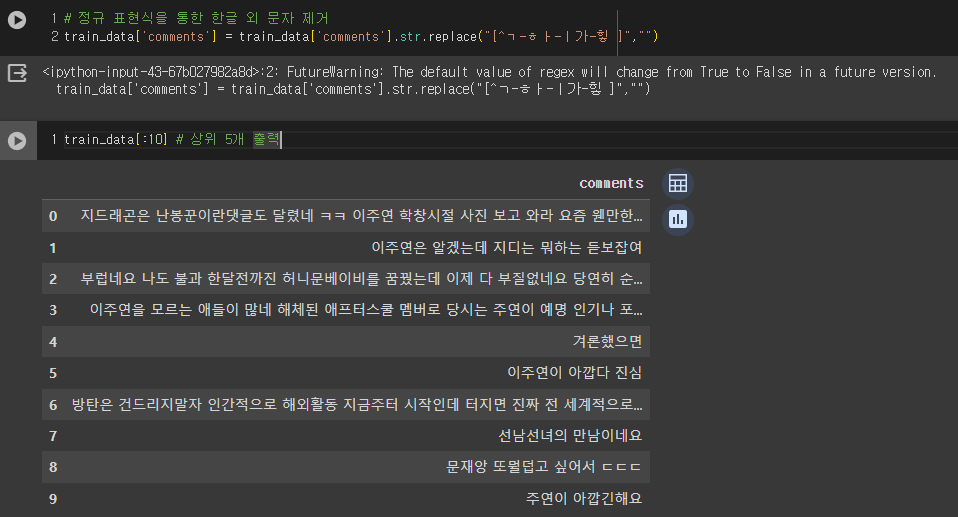 1 # 정규 표현식을 통한 한글 외 문자 제거
2 train_data['comments'] = train_data['comments'].str.replace("[^ㄱ-ㅎㅏ-ㅣ가-힣 ]","")
<ipython-input-43-67b027982a8d>:2: FutureWarning: The default value of regex will change from True to False in a future version.
train_data['comments'] = train_data['comments'].str.replace("[^ㄱ-ㅎㅏ-ㅣ가-힣 ]","")
1 train_data[:10] # 상위 5개 출력
comments
0 지드래곤은 난봉꾼이란댓글도 달렸네 ㅋㅋ 이주연 학창시절 사진 보고 와라 요즘 웬만한...
1 이주연은 알겠는데 지디는 뭐하는 듣보잡여
2 부럽네요 나도 불과 한달전까진 허니문베이비를 꿈꿨는데 이제 다 부질없네요 당연히 순...
3 이주연을 모르는 애들이 많네 해체된 애프터스쿨 멤버로 당시는 주연이 예명 인기나 포...
4 겨론했으면
5 이주연이 아깝다 진심
6 방탄은 건드리지말자 인간적으로 해외활동 지금주터 시작인데 터지면 진짜 전 세계적으로...
7 선남선녀의 만남이네요
8 문재앙 또뭘덥고 싶어서 ㄷㄷㄷ
9 주연이 아깝긴해요